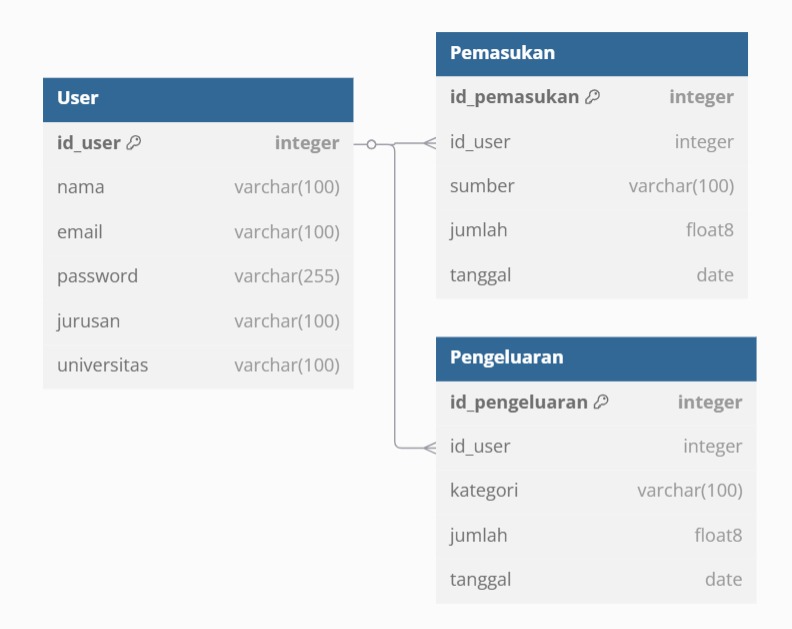 User
id_user integer
nama varchar(100)
email varchar(100)
password varchar(255)
jurusan varchar(100)
universitas varchar(100)
Pemasukan
id_pemasukan integer
id_user integer
sumber varchar(100)
jumlah float8
tanggal date
Pengeluaran
id_pengeluaran integer
id_user integer
kategori varchar(100)
jumlah float8
tanggal date